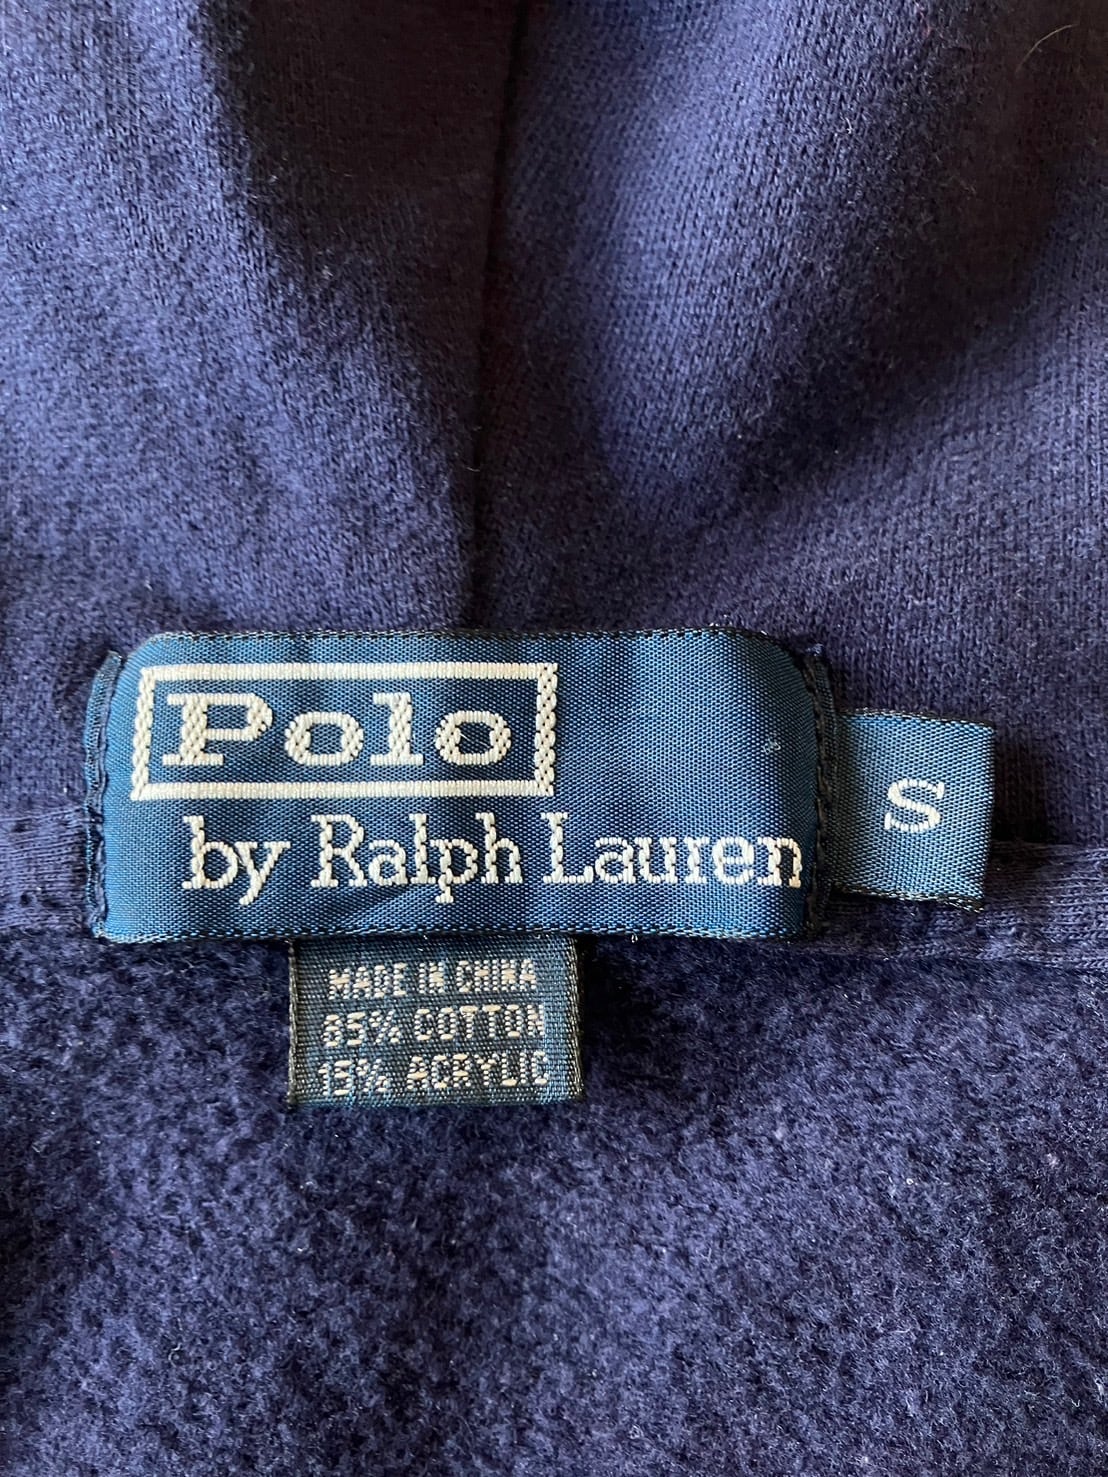 Polo
by Ralph Lauren
S
MADE IN CHINA
85% COTTON
15% ACRYLIC